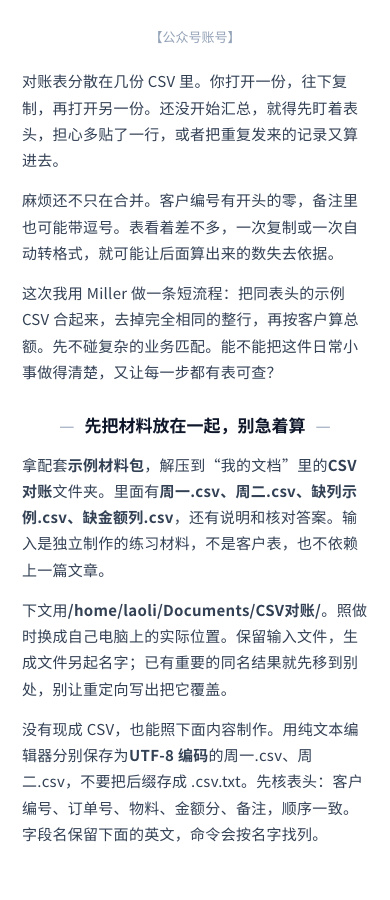 【公众号账号】
对账表分散在几份 CSV 里。你打开一份，往下复
制，再打开另一份。还没开始汇总，就得先盯着表
头，担心多贴了一行，或者把重复发来的记录又算
进去。
麻烦还不只在合并。客户编号有开头的零，备注里
也可能带逗号。表看着差不多，一次复制或一次自
动转格式，就可能让后面算出来的数失去依据。
这次我用 Miller 做一条短流程：把同表头的示例
CSV 合起来，去掉完全相同的整行，再按客户算总
额。先不碰复杂的业务匹配。能不能把这件日常小
事做得清楚，又让每一步都有表可查？
— 先把材料放在一起，别急着算 —
拿配套示例材料包，解压到“我的文档”里的CSV
对账文件夹。里面有周一.csv、周二.csv、缺列示
例.csv、缺金额列.csv，还有说明和核对答案。输
入是独立制作的练习材料，不是客户表，也不依赖
上一篇文章。
下文用/home/laoli/Documents/CSV对账/。照做
时换成自己电脑上的实际位置。保留输入文件，生
成文件另起名字；已有重要的同名结果就先移到别
处，别让重定向写出把它覆盖。
没有现成 CSV，也能照下面内容制作。用纯文本编
辑器分别保存为UTF-8 编码的周一.csv、周
二.csv，不要把后缀存成 .csv.txt。先核表头：客户
编号、订单号、物料、金额分、备注，顺序一致。
字段名保留下面的英文，命令会按名字找列。